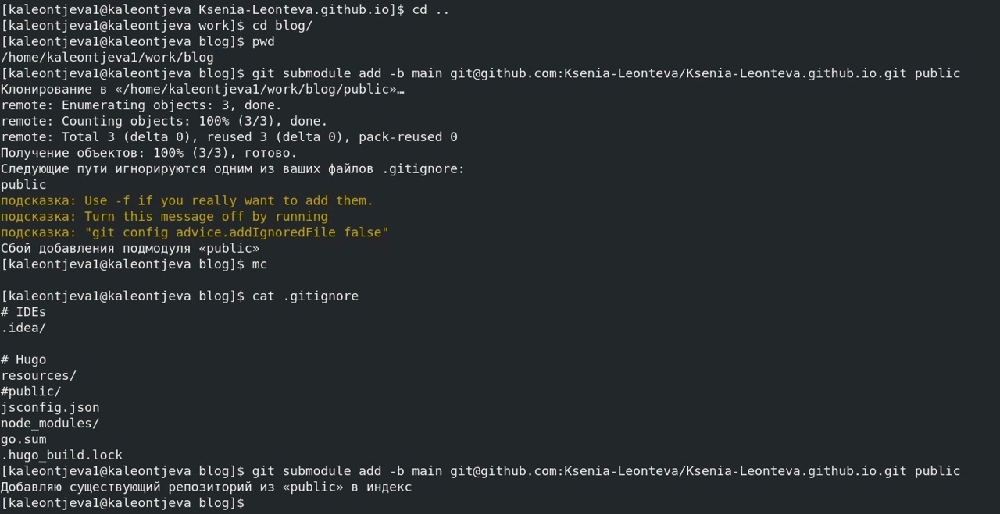 [kaleontjeva1@kaleontjeva Ksenia-Leonteva.github.io]$ cd ..
[kaleontjeva1@kaleontjeva work]$ cd blog/
[kaleontjeva1@kaleontjeva blog]$ pwd
/home/kaleontjeva1/work/blog
[kaleontjeva1@kaleontjeva blog]$ git submodule add -b main git@github.com:Ksenia-Leonteva/Ksenia-Leonteva.github.io.git public
Клонирование в «/home/kaleontjeva1/work/blog/public»…
remote: Enumerating objects: 3, done.
remote: Counting objects: 100% (3/3), done.
remote: Total 3 (delta 0), reused 3 (delta 0), pack-reused 0
Получение объектов: 100% (3/3), готово.
Следующие пути игнорируются одним из ваших файлов .gitignore:
public
подсказка: Use -f if you really want to add them.
подсказка: Turn this message off by running
подсказка: "git config advice.addIgnoredFile false"
Сбой добавления подмодуля «public»
[kaleontjeva1@kaleontjeva blog]$ mc
[kaleontjeva1@kaleontjeva blog]$ cat .gitignore
# IDEs
.idea/
# Hugo
resources/
#public/
jsconfig.json
node_modules/
go.sum
.hugo_build.lock
[kaleontjeva1@kaleontjeva blog]$ git submodule add -b main git@github.com:Ksenia-Leonteva/Ksenia-Leonteva.github.io.git public
Добавляю существующий репозиторий из «public» в индекс
[kaleontjeva1@kaleontjeva blog]$